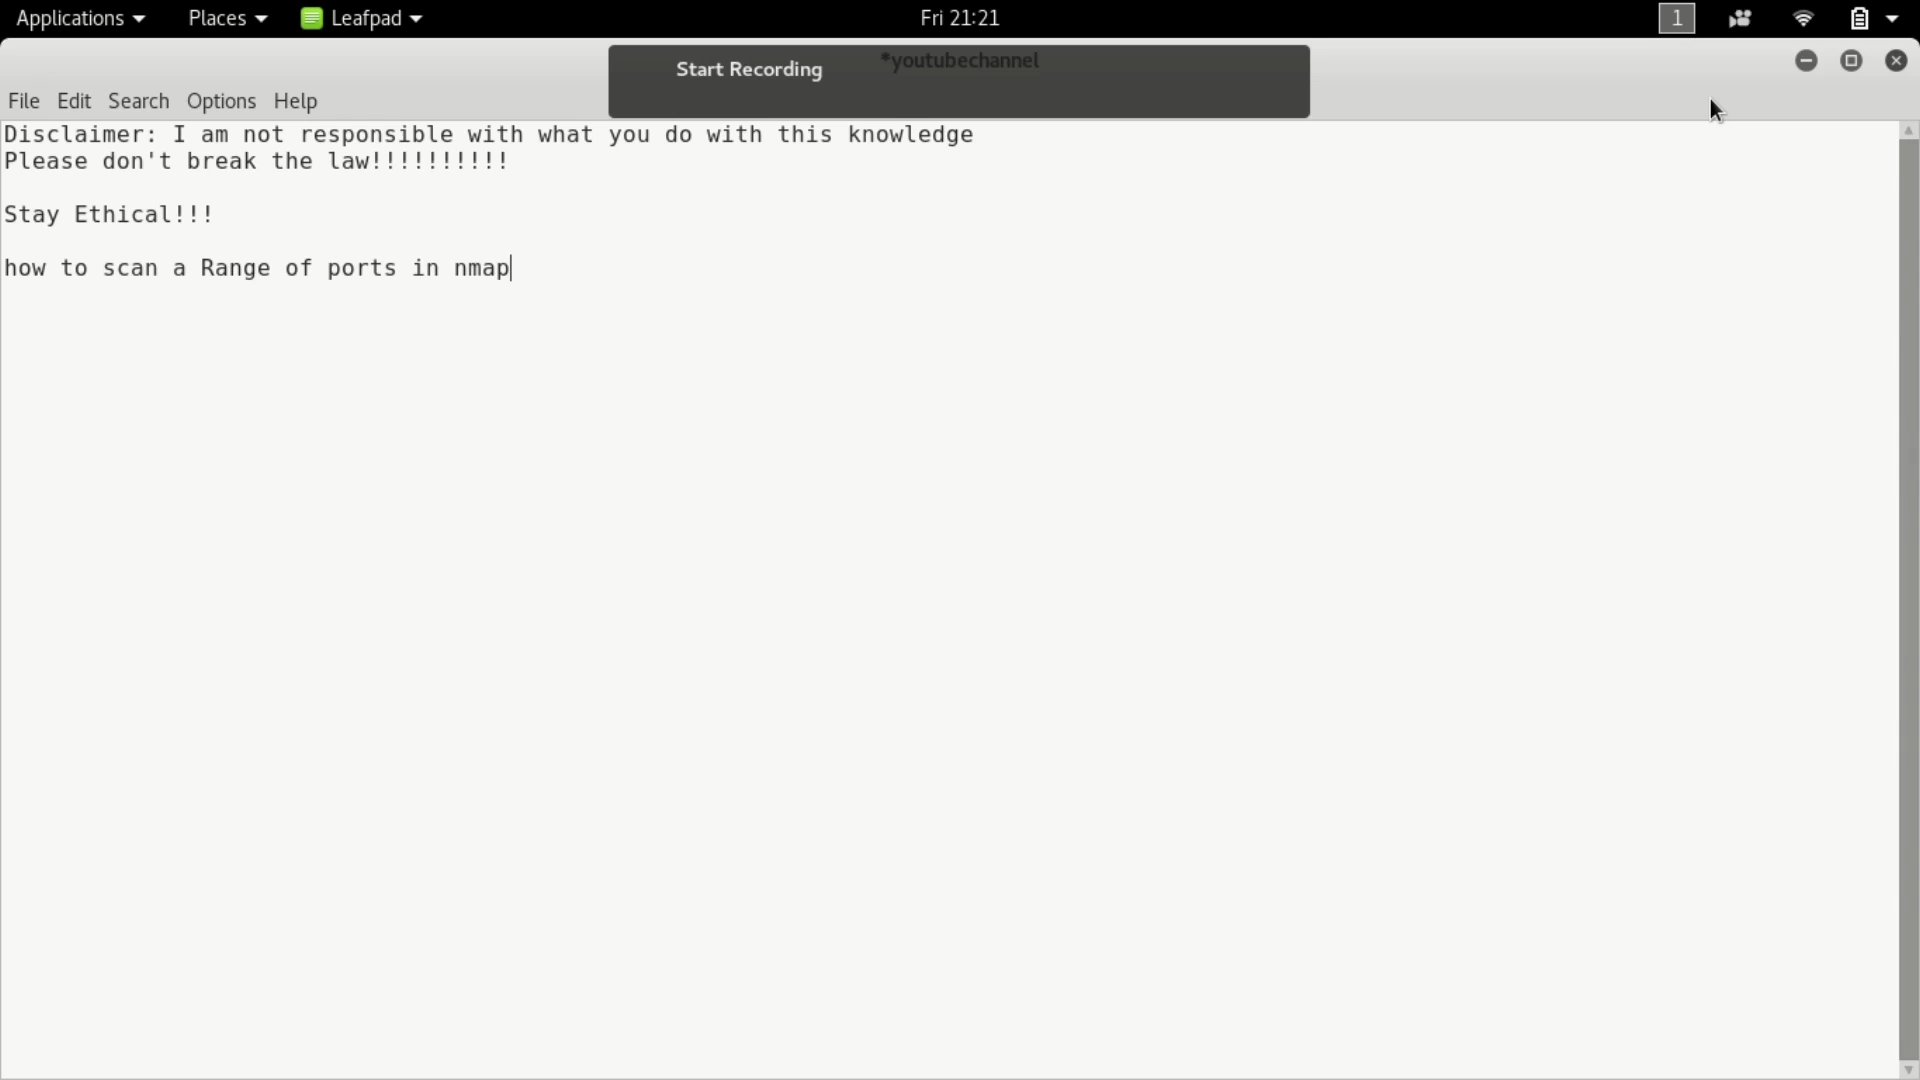 Applications Places Leafpad Fri 21:21 1
*youtubechannel
Start Recording
File Edit Search Options Help
Disclaimer: I am not responsible with what you do with this knowledge
Please don't break the law!!!!!!!!!!
Stay Ethical!!!
how to scan a Range of ports in nmap